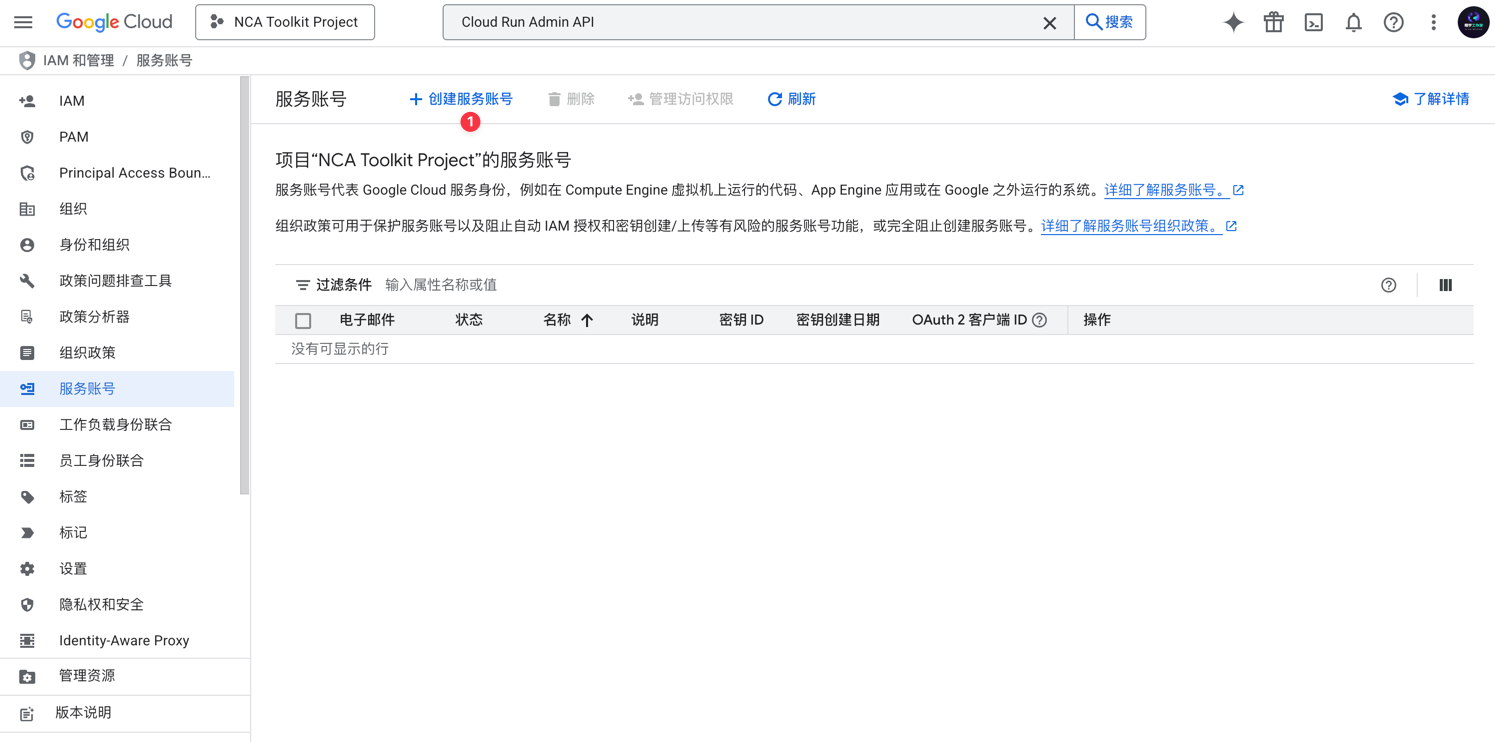 Google Cloud
NCA Toolkit Project
Cloud Run Admin API
搜索
IAM 和管理 / 服务账号
IAM
PAM
Principal Access Boun...
组织
身份和组织
政策问题排查工具
政策分析器
组织政策
服务账号
工作负载身份联合
员工身份联合
标签
标记
设置
隐私权和安全
Identity-Aware Proxy
管理资源
版本说明
服务账号
创建服务账号
删除
管理访问权限
刷新
了解详情
1
项目“NCA Toolkit Project”的服务账号
服务账号代表 Google Cloud 服务身份，例如在 Compute Engine 虚拟机上运行的代码、App Engine 应用或在 Google 之外运行的系统。详细了解服务账号。
组织政策可用于保护服务账号以及阻止自动 IAM 授权和密钥创建/上传等有风险的服务账号功能，或完全阻止创建服务账号。详细了解服务账号组织政策。
过滤条件 输入属性名称或值
电子邮件 状态 名称 说明 密钥 ID 密钥创建日期 OAuth 2 客户端 ID 操作
没有可显示的行